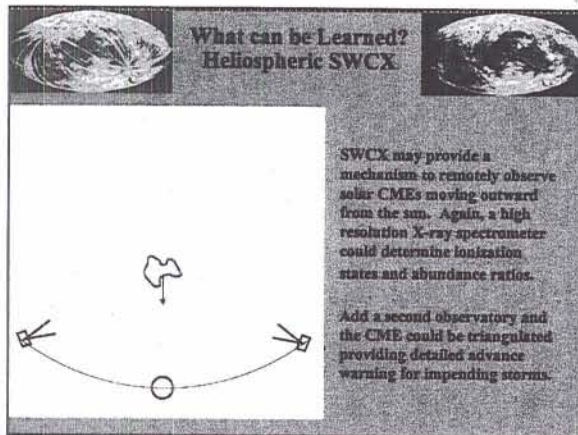 What can be Learned?
Heliospheric SWCX
SWCX may provide a
mechanism to remotely observe
solar CMEs moving outward
from the sun. Again, a high
resolution X-ray spectrometer
could determine ionization
states and abundance ratios.
Add a second observatory and
the CME could be triangulated
providing detailed advance
warning for impending storms.